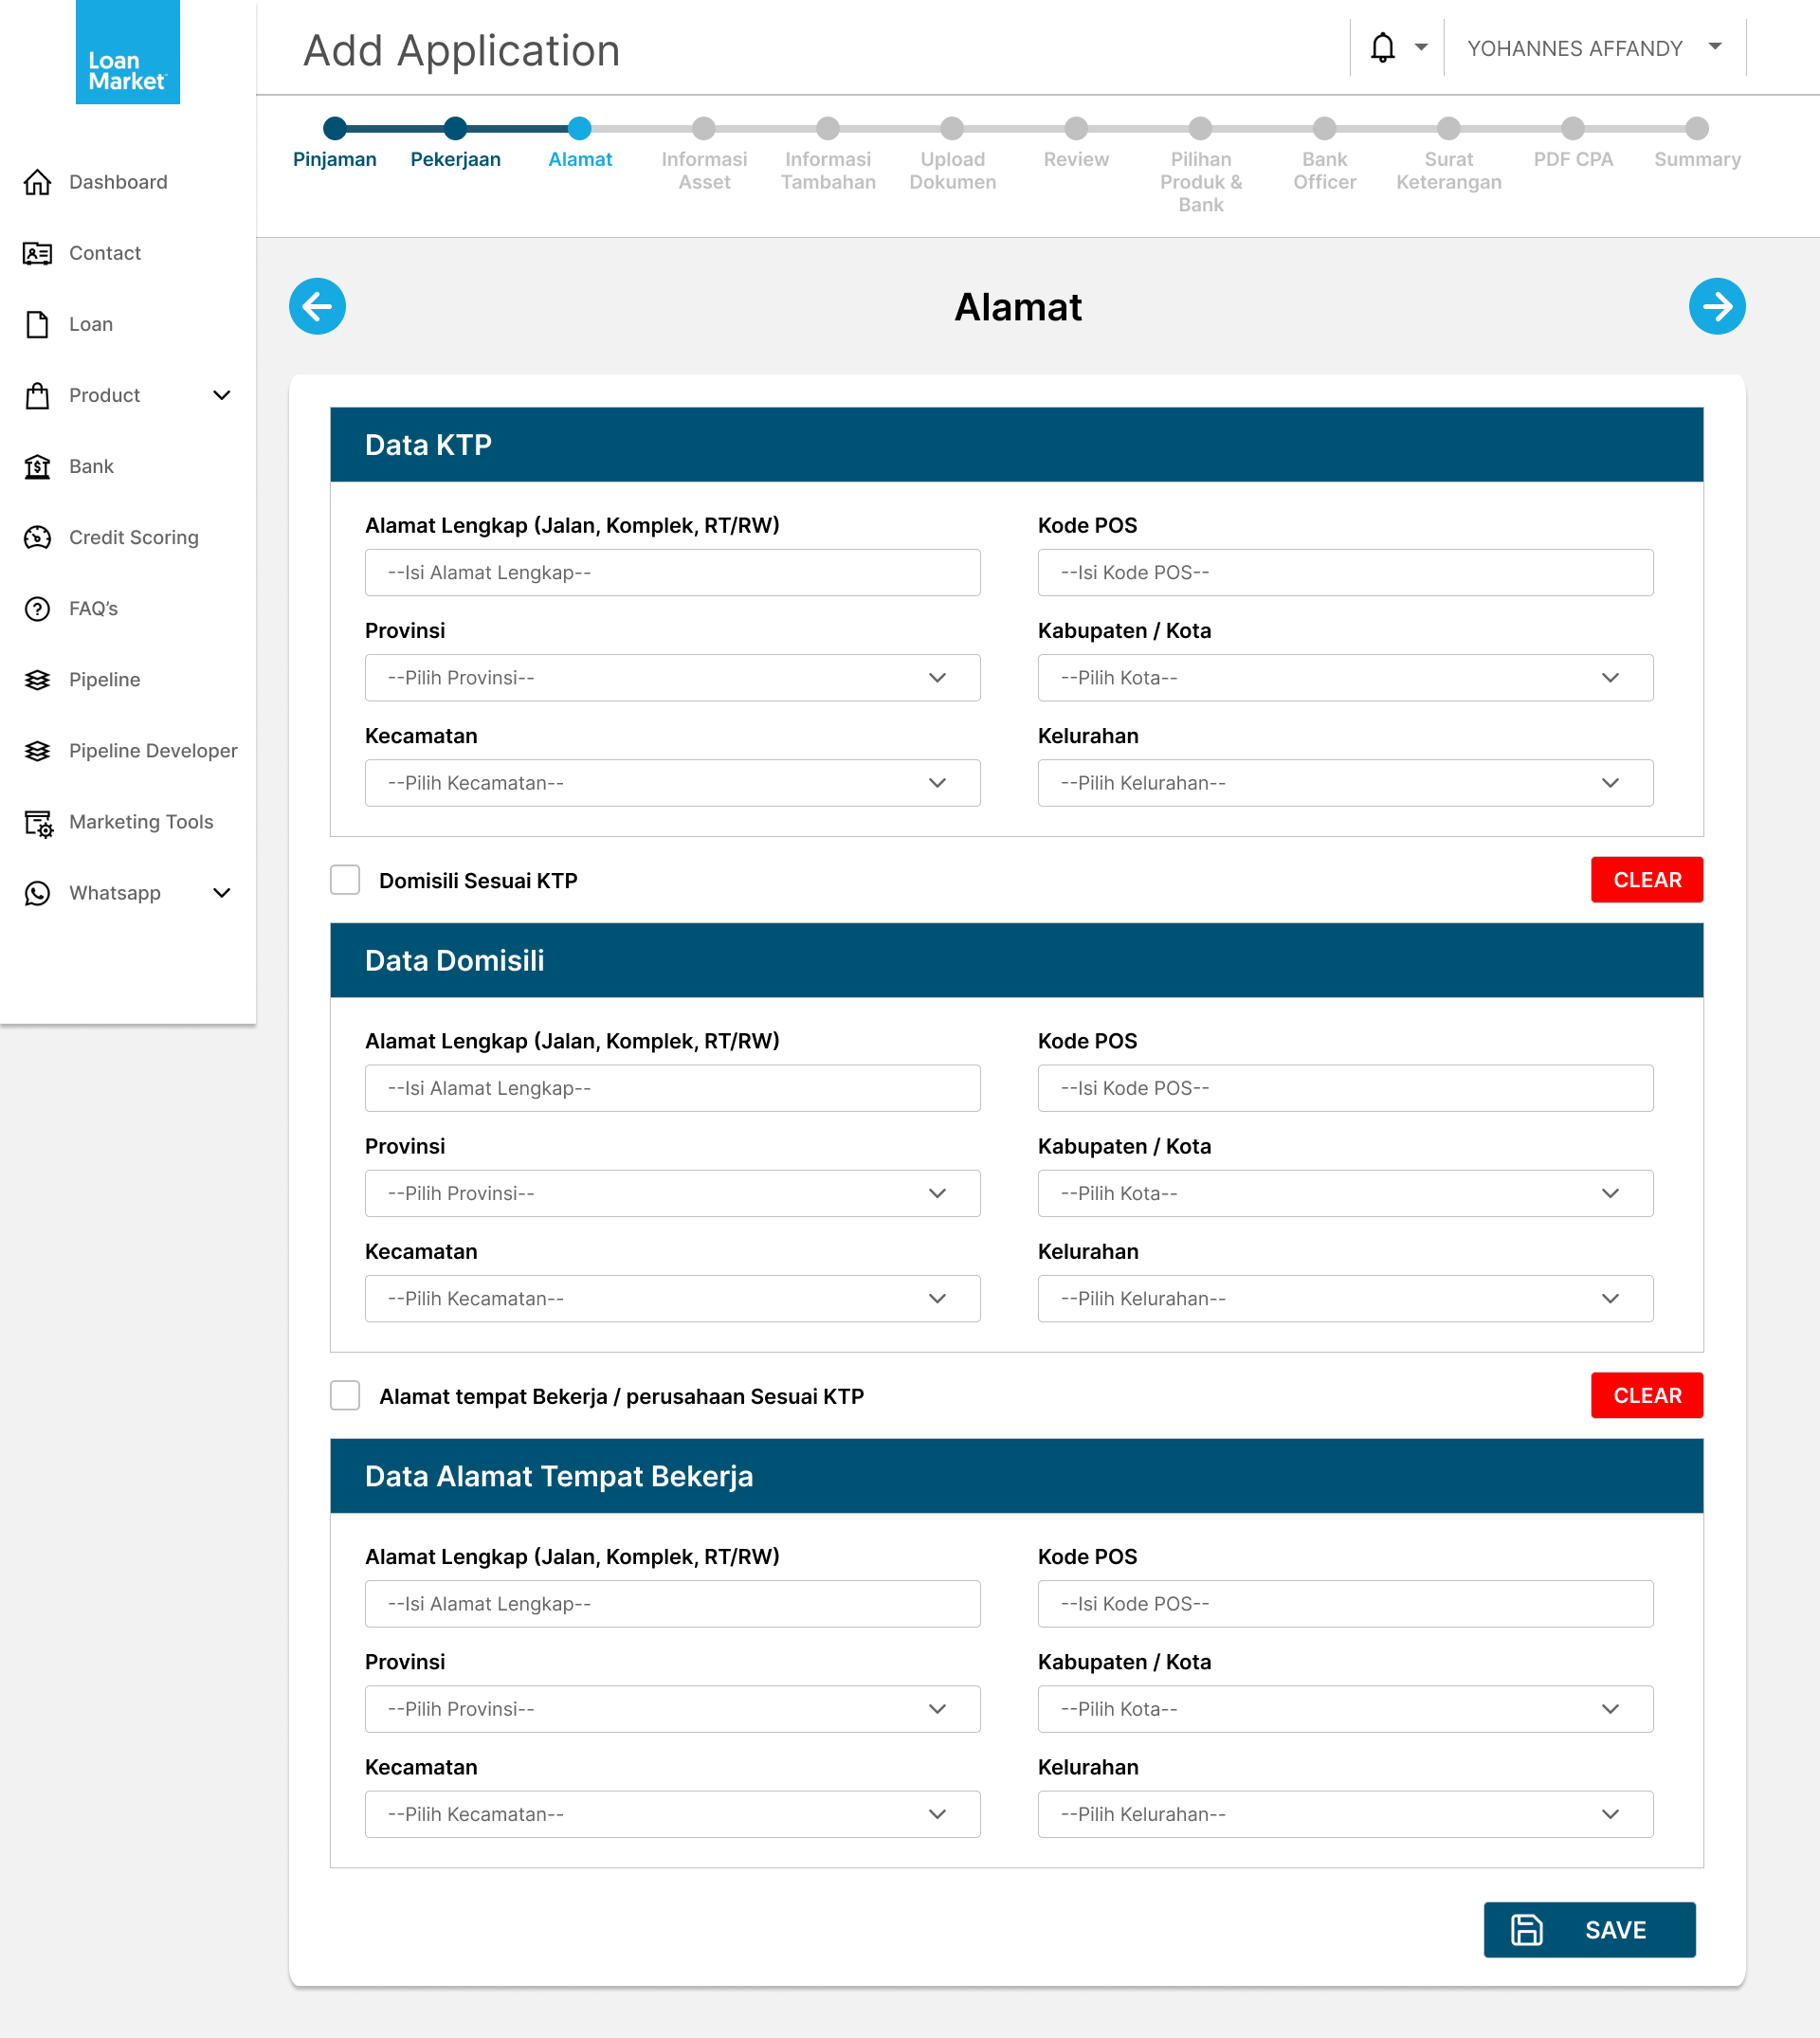 Loan
Market
Add Application
YOHANNES AFFANDY
Pinjaman
Pekerjaan
Alamat
Informasi
Asset
Informasi
Tambahan
Upload
Dokumen
Review
Pilihan
Produk &
Bank
Bank
Officer
Surat
Keterangan
PDF CPA
Summary
Dashboard
Contact
Loan
Product
Bank
Credit Scoring
FAQ's
Pipeline
Pipeline Developer
Marketing Tools
Whatsapp
Alamat
Data KTP
Alamat Lengkap (Jalan, Komplek, RT/RW)
Kode POS
--Isi Alamat Lengkap--
--Isi Kode POS--
Provinsi
Kabupaten / Kota
--Pilih Provinsi--
--Pilih Kota--
Kecamatan
Kelurahan
--Pilih Kecamatan--
--Pilih Kelurahan--
Domisili Sesuai KTP
CLEAR
Data Domisili
Alamat Lengkap (Jalan, Komplek, RT/RW)
Kode POS
--Isi Alamat Lengkap--
--Isi Kode POS--
Provinsi
Kabupaten / Kota
--Pilih Provinsi--
--Pilih Kota--
Kecamatan
Kelurahan
--Pilih Kecamatan--
--Pilih Kelurahan--
Alamat tempat Bekerja / perusahaan Sesuai KTP
CLEAR
Data Alamat Tempat Bekerja
Alamat Lengkap (Jalan, Komplek, RT/RW)
Kode POS
--Isi Alamat Lengkap--
--Isi Kode POS--
Provinsi
Kabupaten / Kota
--Pilih Provinsi--
--Pilih Kota--
Kecamatan
Kelurahan
--Pilih Kecamatan--
--Pilih Kelurahan--
SAVE